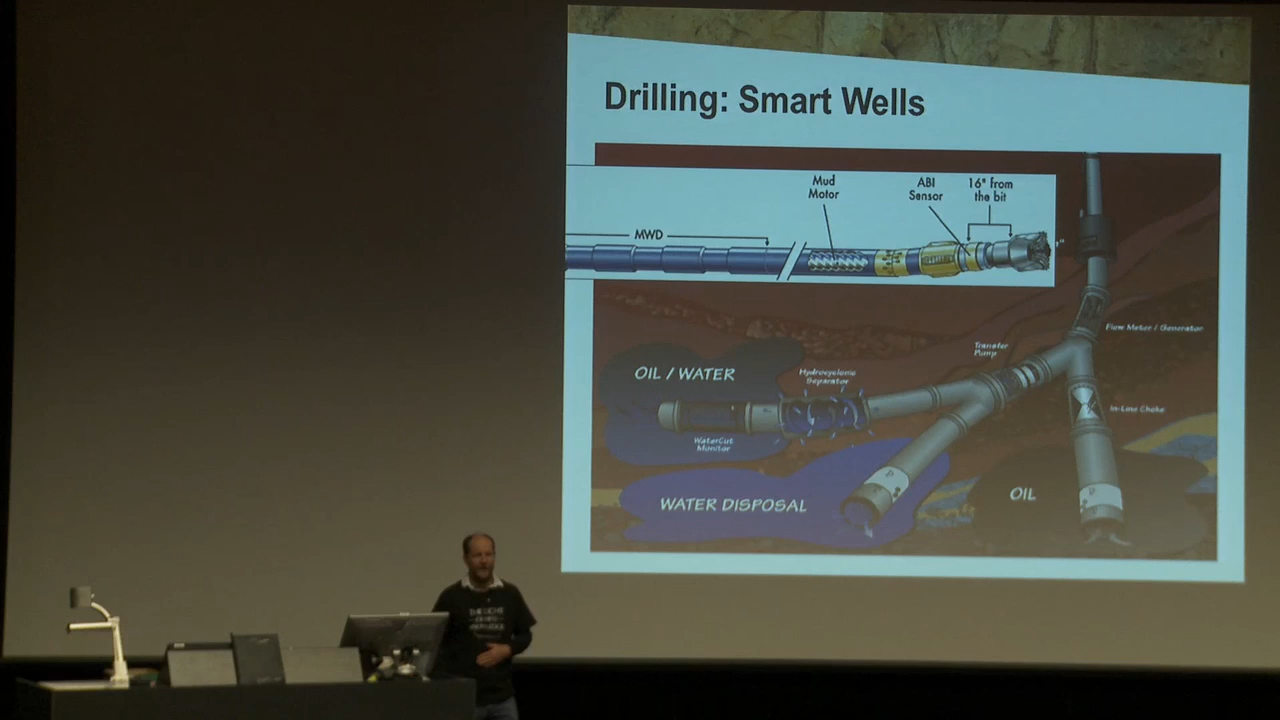 Drilling: Smart Wells
Mud
Motor
ABI
Sensor
16" from
the bit
MWD
Flow Meter / Generator
Transfer
Pump
OIL / WATER
Hydrocyclonic
Separator
In-Line Choke
WaterCut
Monitor
OIL
WATER DISPOSAL